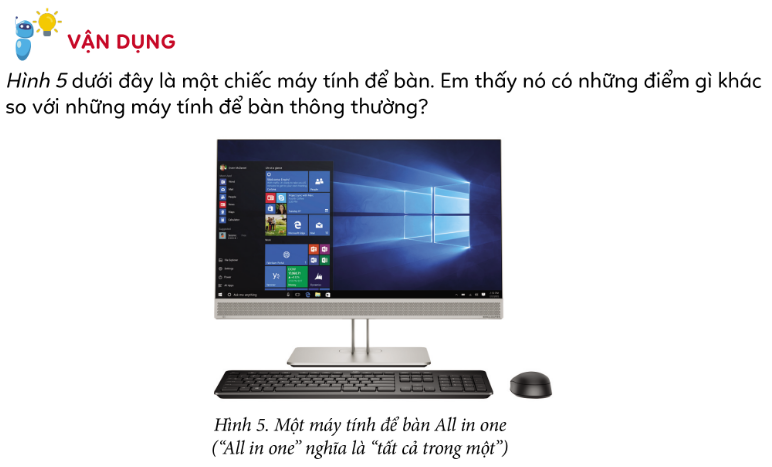 VẬN DỤNG
Hình 5 dưới đây là một chiếc máy tính để bàn. Em thấy nó có những điểm gì khác
so với những máy tính để bàn thông thường?
Hình 5. Một máy tính để bàn All in one
(“All in one” nghĩa là “tất cả trong một”)